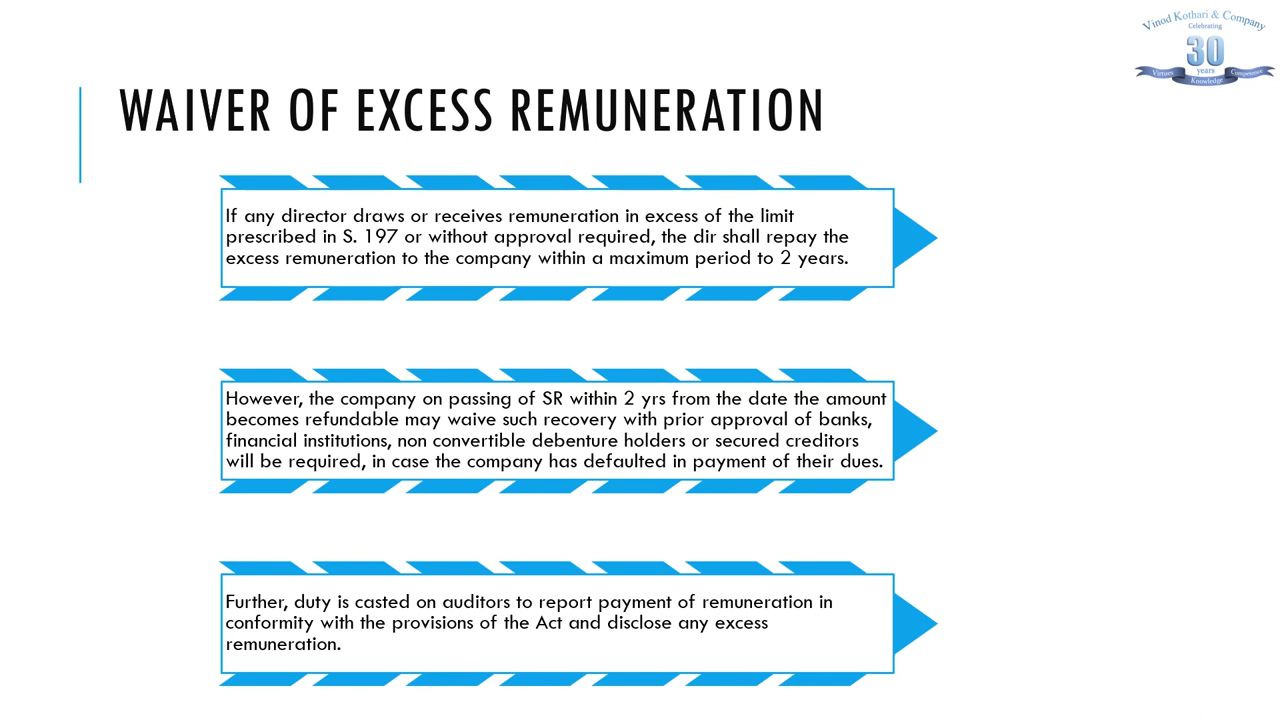 Vinod Kothari & Company
Celebrating
30
years
Virtues
Knowledge
Competence
WAIVER OF EXCESS REMUNERATION
If any director draws or receives remuneration in excess of the limit
prescribed in S. 197 or without approval required, the dir shall repay the
excess remuneration to the company within a maximum period to 2 years.
However, the company on passing of SR within 2 yrs from the date the amount
becomes refundable may waive such recovery with prior approval of banks,
financial institutions, non convertible debenture holders or secured creditors
will be required, in case the company has defaulted in payment of their dues.
Further, duty is casted on auditors to report payment of remuneration in
conformity with the provisions of the Act and disclose any excess
remuneration.